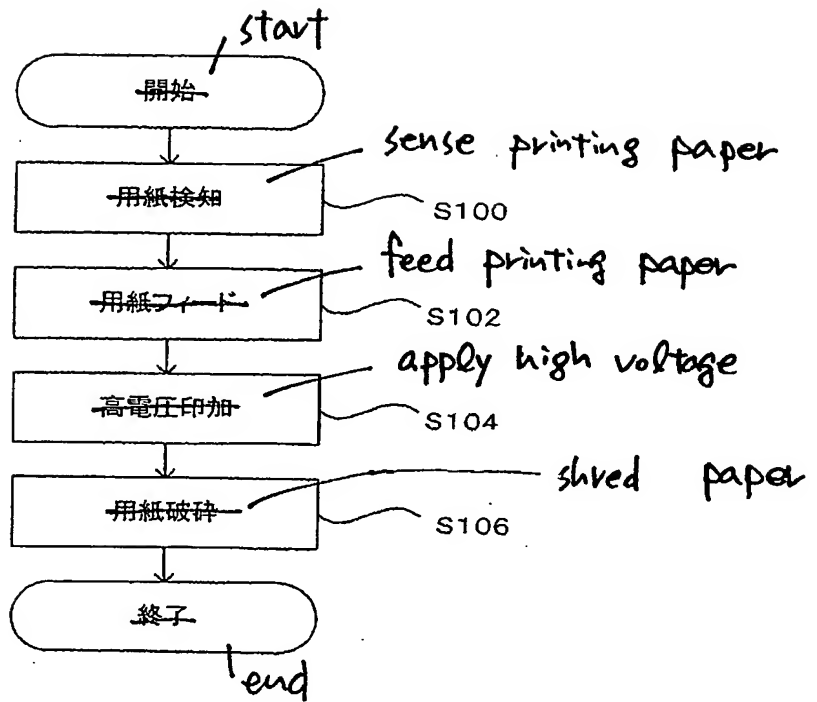 start
開始
sense printing paper
用紙検知
S100
feed printing paper
用紙フィード
S102
apply high voltage
高電圧印加
S104
shred paper
用紙破砕
S106
終了
end